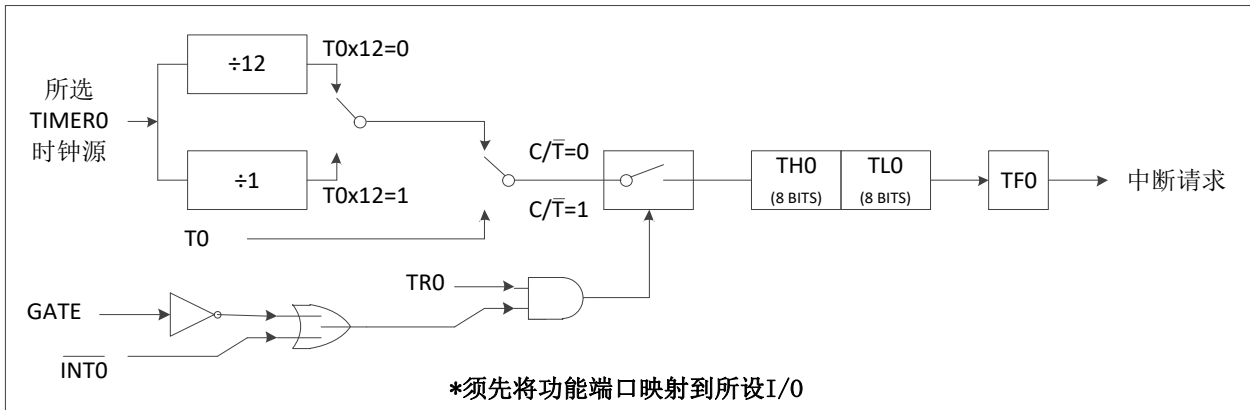 T0x12=0
÷12
所选
TIMER0
时钟源
÷1
T0x12=1
C/T̅=0
C/T̅=1
TH0
(8 BITS)
TL0
(8 BITS)
TF0
中断请求
T0
TR0
GATE
I̅N̅T̅0̅
*须先将功能端口映射到所设I/O